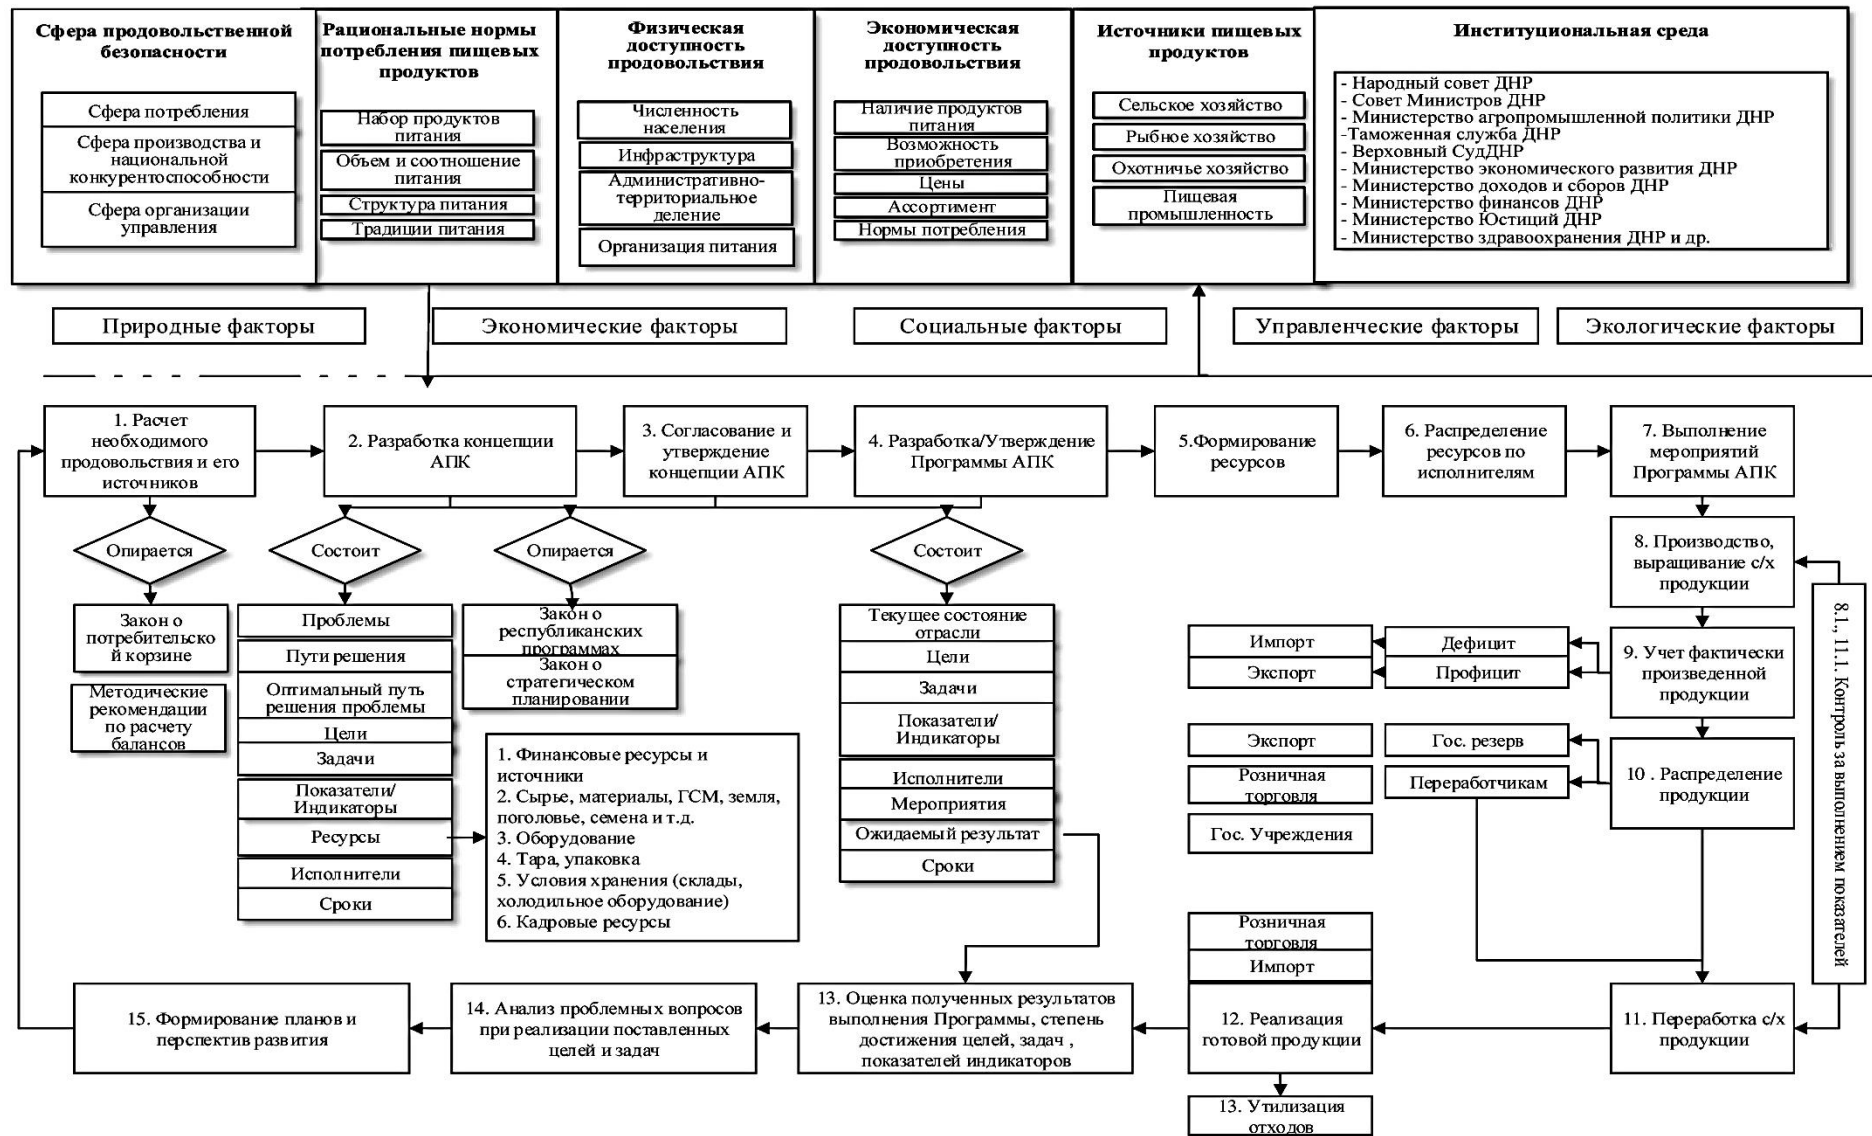 Сфера продовольственной
безопасности
Сфера потребления
Сфера производства и
национальной
конкурентоспособности
Сфера организации
управления
Рациональные нормы
потребления пищевых
продуктов
Набор продуктов
питания
Объем и соотношение
питания
Структура питания
Традиции питания
Физическая
доступность
продовольствия
Численность
населения
Инфраструктура
Административно-
территориальное
деление
Организация питания
Экономическая
доступность
продовольствия
Наличие продуктов
питания
Возможность
приобретения
Цены
Ассортимент
Нормы потребления
Источники пищевых
продуктов
Сельское хозяйство
Рыбное хозяйство
Охотничье хозяйство
Пищевая
промышленность
Институциональная среда
- Народный совет ДНР
- Совет Министров ДНР
- Министерство агропромышленной политики ДНР
-Таможенная служба ДНР
- Верховный СудДНР
- Министерство экономического развития ДНР
- Министерство доходов и сборов ДНР
- Министерство финансов ДНР
- Министерство Юстиций ДНР
- Министерство здравоохранения ДНР и др.
Природные факторы
Экономические факторы
Социальные факторы
Управленческие факторы
Экологические факторы
1. Расчет
необходимого
продовольствия и его
источников
2. Разработка концепции
АПК
3. Согласование и
утверждение
концепции АПК
4. Разработка/Утверждение
Программы АПК
5.Формирование
ресурсов
6. Распределение
ресурсов по
исполнителям
7. Выполнение
мероприятий
Программы АПК
Опирается
Состоит
Опирается
Состоит
Закон о
потребительско
й корзине
Методические
рекомендации
по расчету
балансов
Проблемы
Пути решения
Оптимальный путь
решения проблемы
Цели
Задачи
Показатели/
Индикаторы
Ресурсы
Исполнители
Сроки
Закон о
республиканских
программах
Закон о
стратегическом
планировании
1. Финансовые ресурсы и
источники
2. Сырье, материалы, ГСМ, земля,
поголовье, семена и т.д.
3. Оборудование
4. Тара, упаковка
5. Условия хранения (склады,
холодильное оборудование)
6. Кадровые ресурсы
Текущее состояние
отрасли
Цели
Задачи
Показатели/
Индикаторы
Исполнители
Мероприятия
Ожидаемый результат
Сроки
8. Производство,
выращивание с/х
продукции
8.1., 11.1. Контроль за выполнением показателей
Импорт
Дефицит
Экспорт
Профицит
9. Учет фактически
произведенной
продукции
Экспорт
Гос. резерв
Розничная
торговля
Переработчикам
Гос. Учреждения
10 . Распределение
продукции
Розничная
торговля
Импорт
15. Формирование планов и
перспектив развития
14. Анализ проблемных вопросов
при реализации поставленных
целей и задач
13. Оценка полученных результатов
выполнения Программы, степень
достижения целей, задач ,
показателей индикаторов
12. Реализация
готовой продукции
11. Переработка с/х
продукции
13. Утилизация
отходов